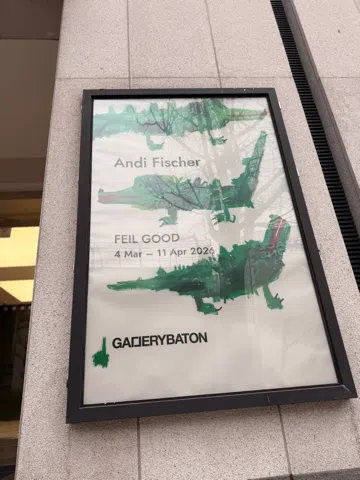 Andi Fischer
FEIL GOOD
4 Mar – 11 Apr 2026
GALLERYBATON